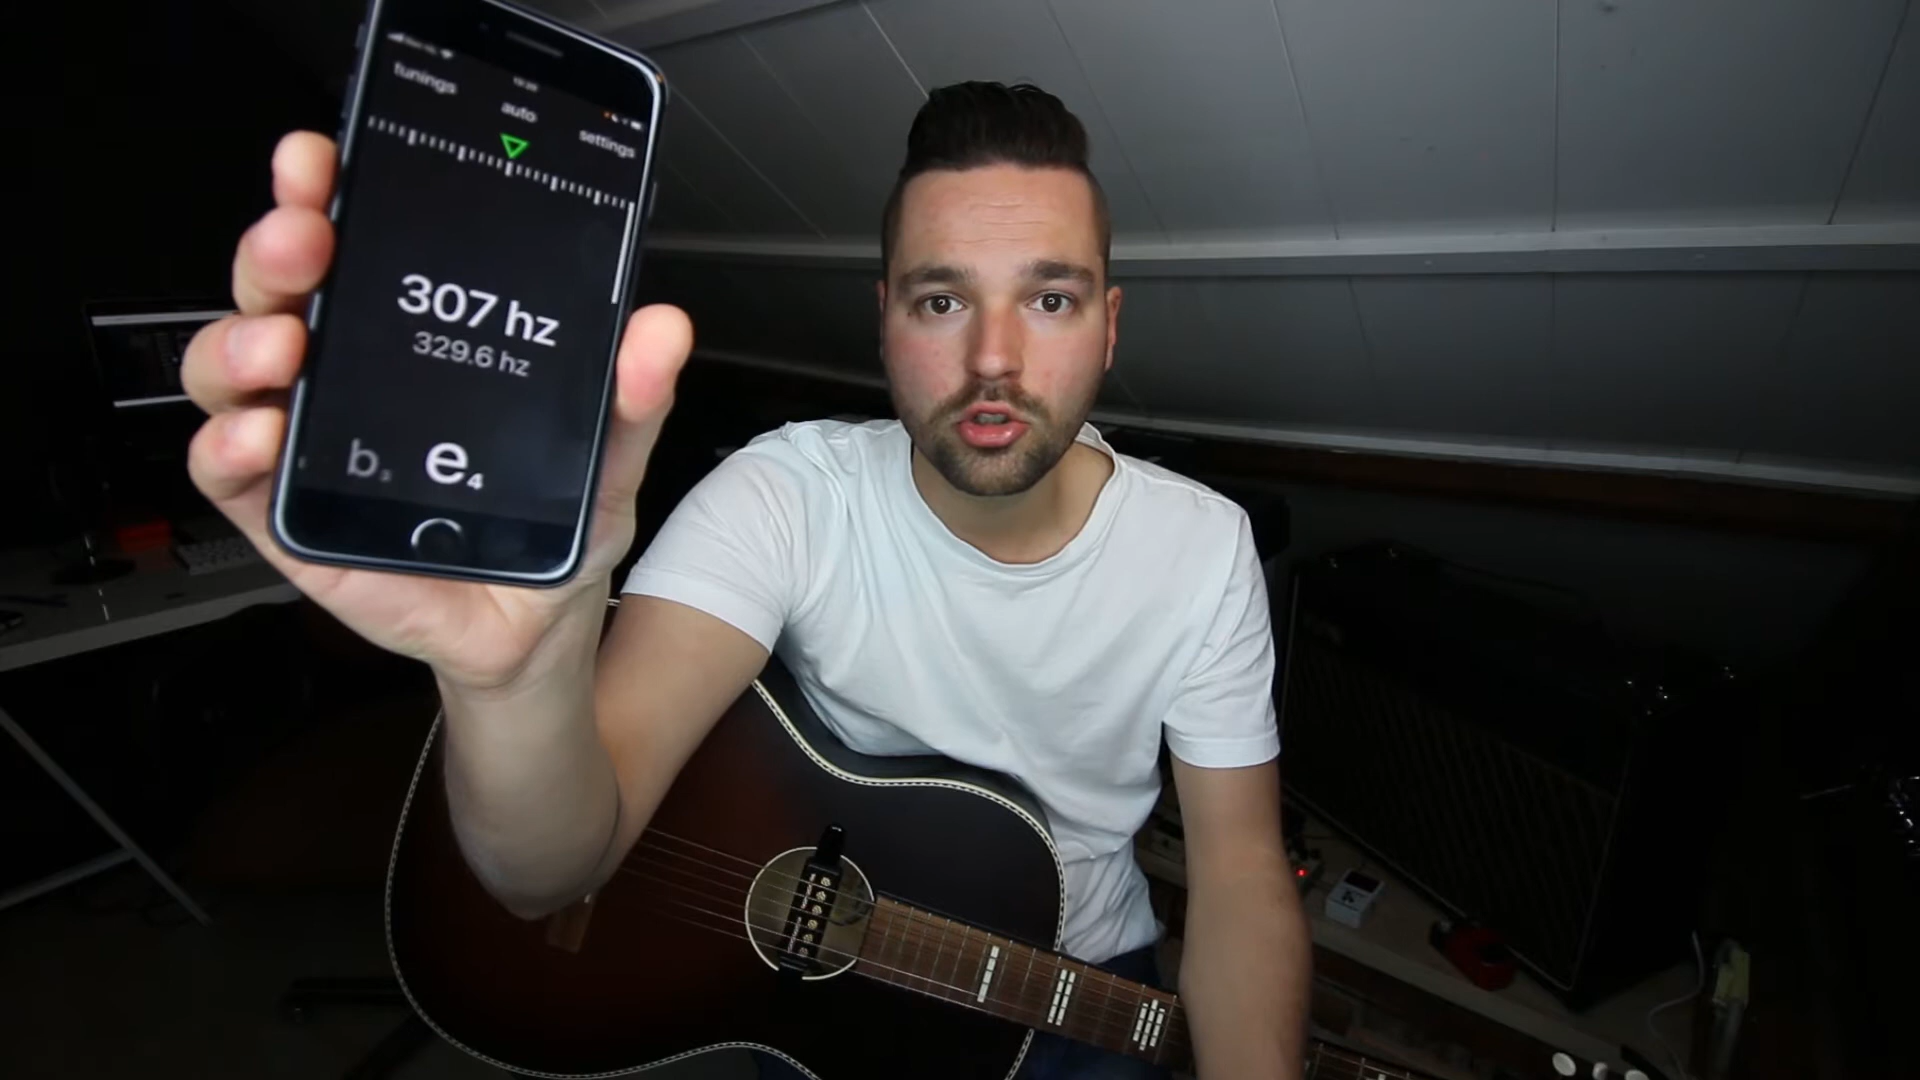 tunings
auto
settings
307 hz
329.6 hz
b₃ e₄